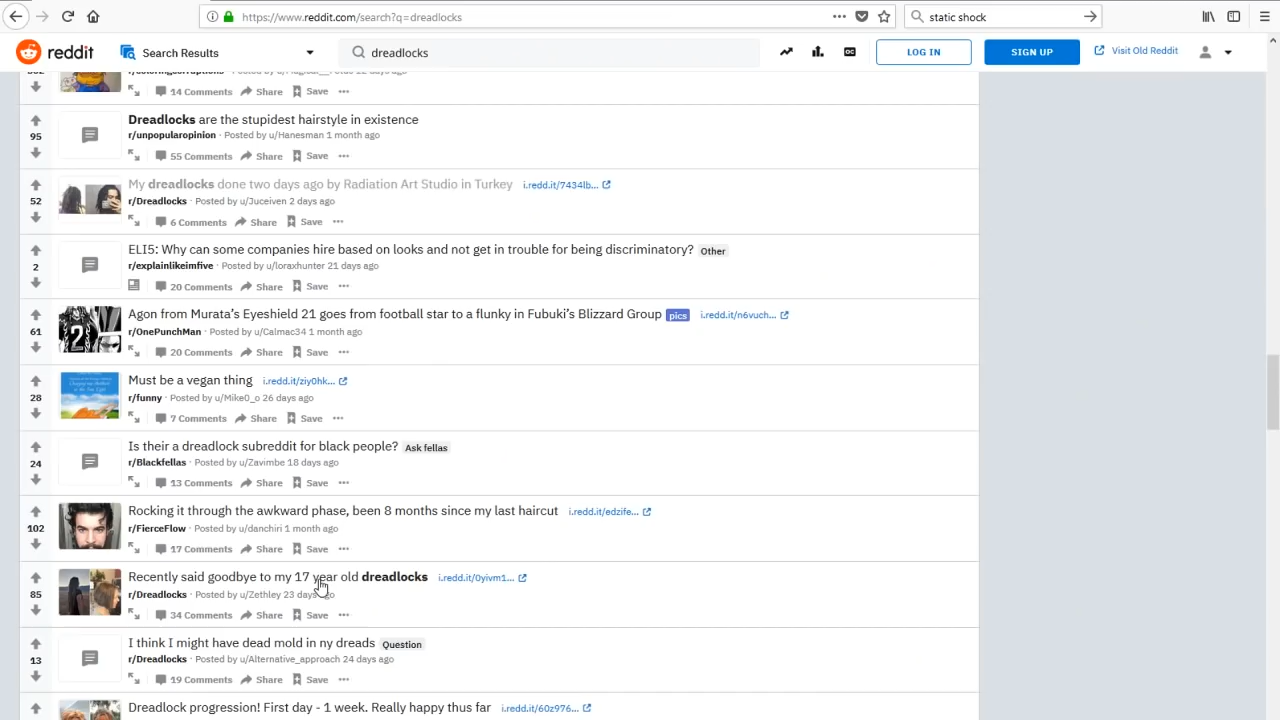 https://www.reddit.com/search?q=dreadlocks
static shock
reddit
Search Results
dreadlocks
LOG IN
SIGN UP
Visit Old Reddit
14 Comments Share Save
Dreadlocks are the stupidest hairstyle in existence
95
r/unpopularopinion · Posted by u/Hanesman 1 month ago
55 Comments Share Save
My dreadlocks done two days ago by Radiation Art Studio in Turkey i.redd.it/7434lb...
52
r/Dreadlocks · Posted by u/Juceiven 2 days ago
6 Comments Share Save
ELI5: Why can some companies hire based on looks and not get in trouble for being discriminatory? Other
2
r/explainlikeimfive · Posted by u/loraxhunter 21 days ago
20 Comments Share Save
Agon from Murata's Eyeshield 21 goes from football star to a flunky in Fubuki's Blizzard Group pics i.redd.it/n6vuch...
61
r/OnePunchMan · Posted by u/Calmac34 1 month ago
20 Comments Share Save
Must be a vegan thing i.redd.it/ziy0hk...
28
r/funny · Posted by u/Mike0_o 26 days ago
7 Comments Share Save
Is their a dreadlock subreddit for black people? Ask fellas
24
r/Blackfellas · Posted by u/Zavimbe 18 days ago
13 Comments Share Save
Rocking it through the awkward phase, been 8 months since my last haircut i.redd.it/edzife...
102
r/FierceFlow · Posted by u/danchiri 1 month ago
17 Comments Share Save
Recently said goodbye to my 17 year old dreadlocks i.redd.it/0yivm1...
85
r/Dreadlocks · Posted by u/Zethley 23 days ago
34 Comments Share Save
I think I might have dead mold in ny dreads Question
13
r/Dreadlocks · Posted by u/Alternative_approach 24 days ago
19 Comments Share Save
Dreadlock progression! First day - 1 week. Really happy thus far i.redd.it/60z976...